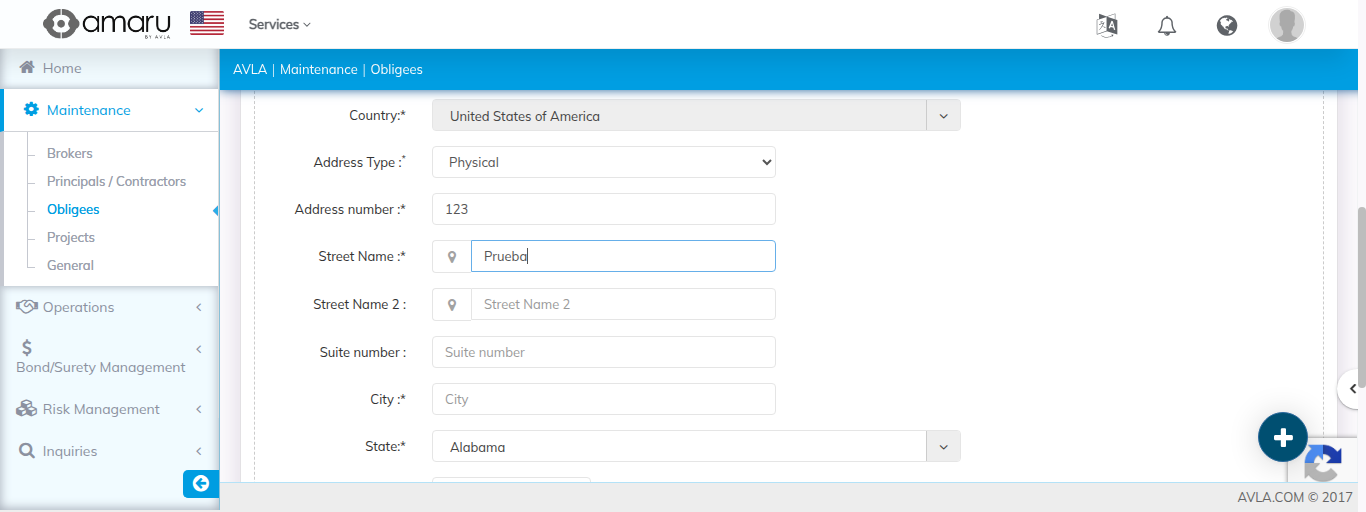 amaru
BY AVLA
Services
Home
AVLA | Maintenance | Obligees
Maintenance
Brokers
Principals / Contractors
Obligees
Projects
General
Operations
Bond/Surety Management
Risk Management
Inquiries
Country:* United States of America
Address Type :* Physical
Address number :* 123
Street Name :* Prueba
Street Name 2 : Street Name 2
Suite number : Suite number
City :* City
State:* Alabama
AVLA.COM © 2017